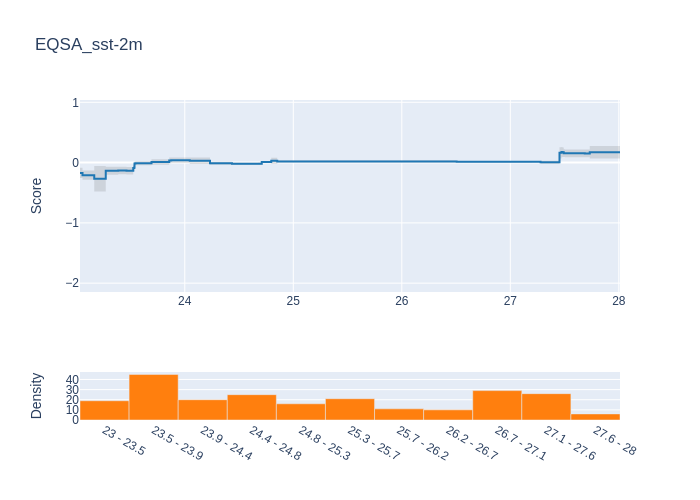 EQSA_sst-2m
Score
1
0
−1
−2
24
25
26
27
28
Density
40
30
20
10
0
23 - 23.5
23.5 - 23.9
23.9 - 24.4
24.4 - 24.8
24.8 - 25.3
25.3 - 25.7
25.7 - 26.2
26.2 - 26.7
26.7 - 27.1
27.1 - 27.6
27.6 - 28